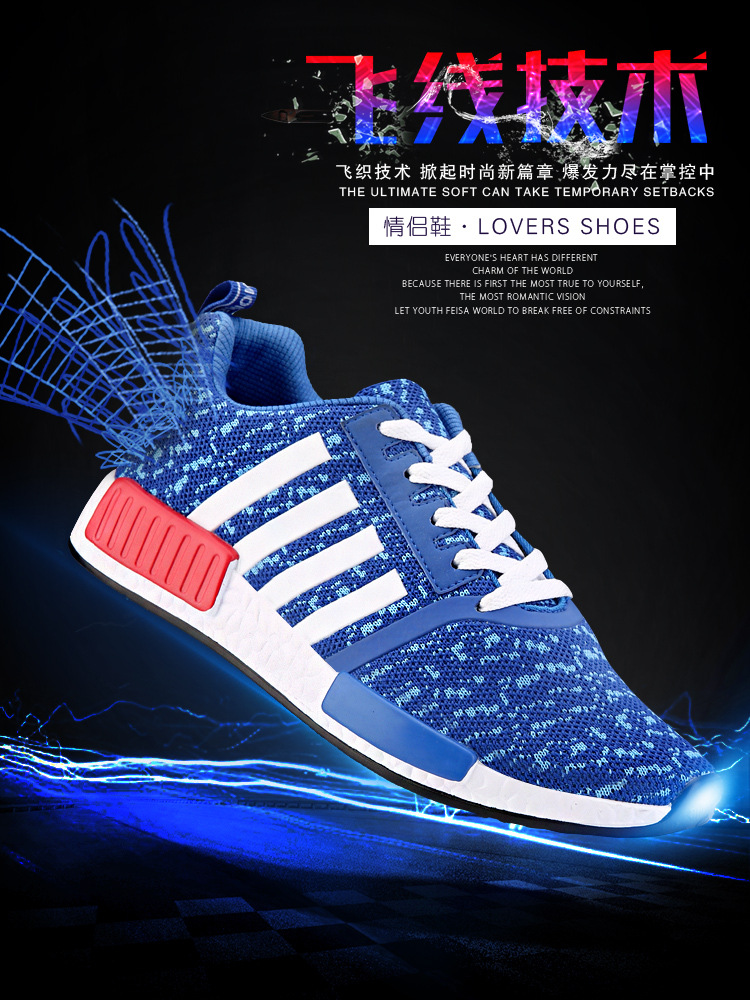 飞线技术
飞织技术 掀起时尚新篇章 爆发力尽在掌控中
THE ULTIMATE SOFT CAN TAKE TEMPORARY SETBACKS
情侣鞋·LOVERS SHOES
EVERYONE'S HEART HAS DIFFERENT
CHARM OF THE WORLD
BECAUSE THERE IS FIRST THE MOST TRUE TO YOURSELF,
THE MOST ROMANTIC VISION
LET YOUTH FEISA WORLD TO BREAK FREE OF CONSTRAINTS